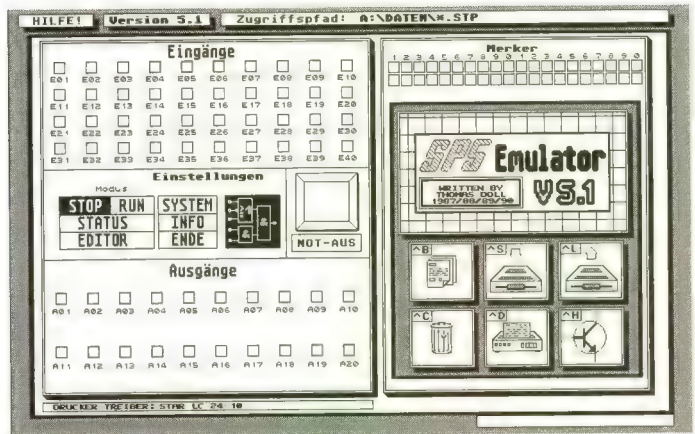 HILFE! Version 5.1 Zugriffspfad: A:\DATEN\*.STP
Eingänge
E01 E02 E03 E04 E05 E06 E07 E08 E09 E10
E11 E12 E13 E14 E15 E16 E17 E18 E19 E20
E21 E22 E23 E24 E25 E26 E27 E28 E29 E30
E31 E32 E33 E34 E35 E36 E37 E38 E39 E40
Einstellungen
Modus
STOP RUN SYSTEM
STATUS INFO
EDITOR ENDE
&
&
NOT-AUS
Ausgänge
A01 A02 A03 A04 A05 A06 A07 A08 A09 A10
A11 A12 A13 A14 A15 A16 A17 A18 A19 A20
DRUCKER TREIBER: STAR LC 24 10
Merker
1 2 3 4 5 6 7 8 9 0 1 2 3 4 5 6 7 8 9 0
SPS Emulator
WRITTEN BY
THOMAS DOLL
1987/88/89/90
V5.1
^B ^S ^L
^C ^D ^H